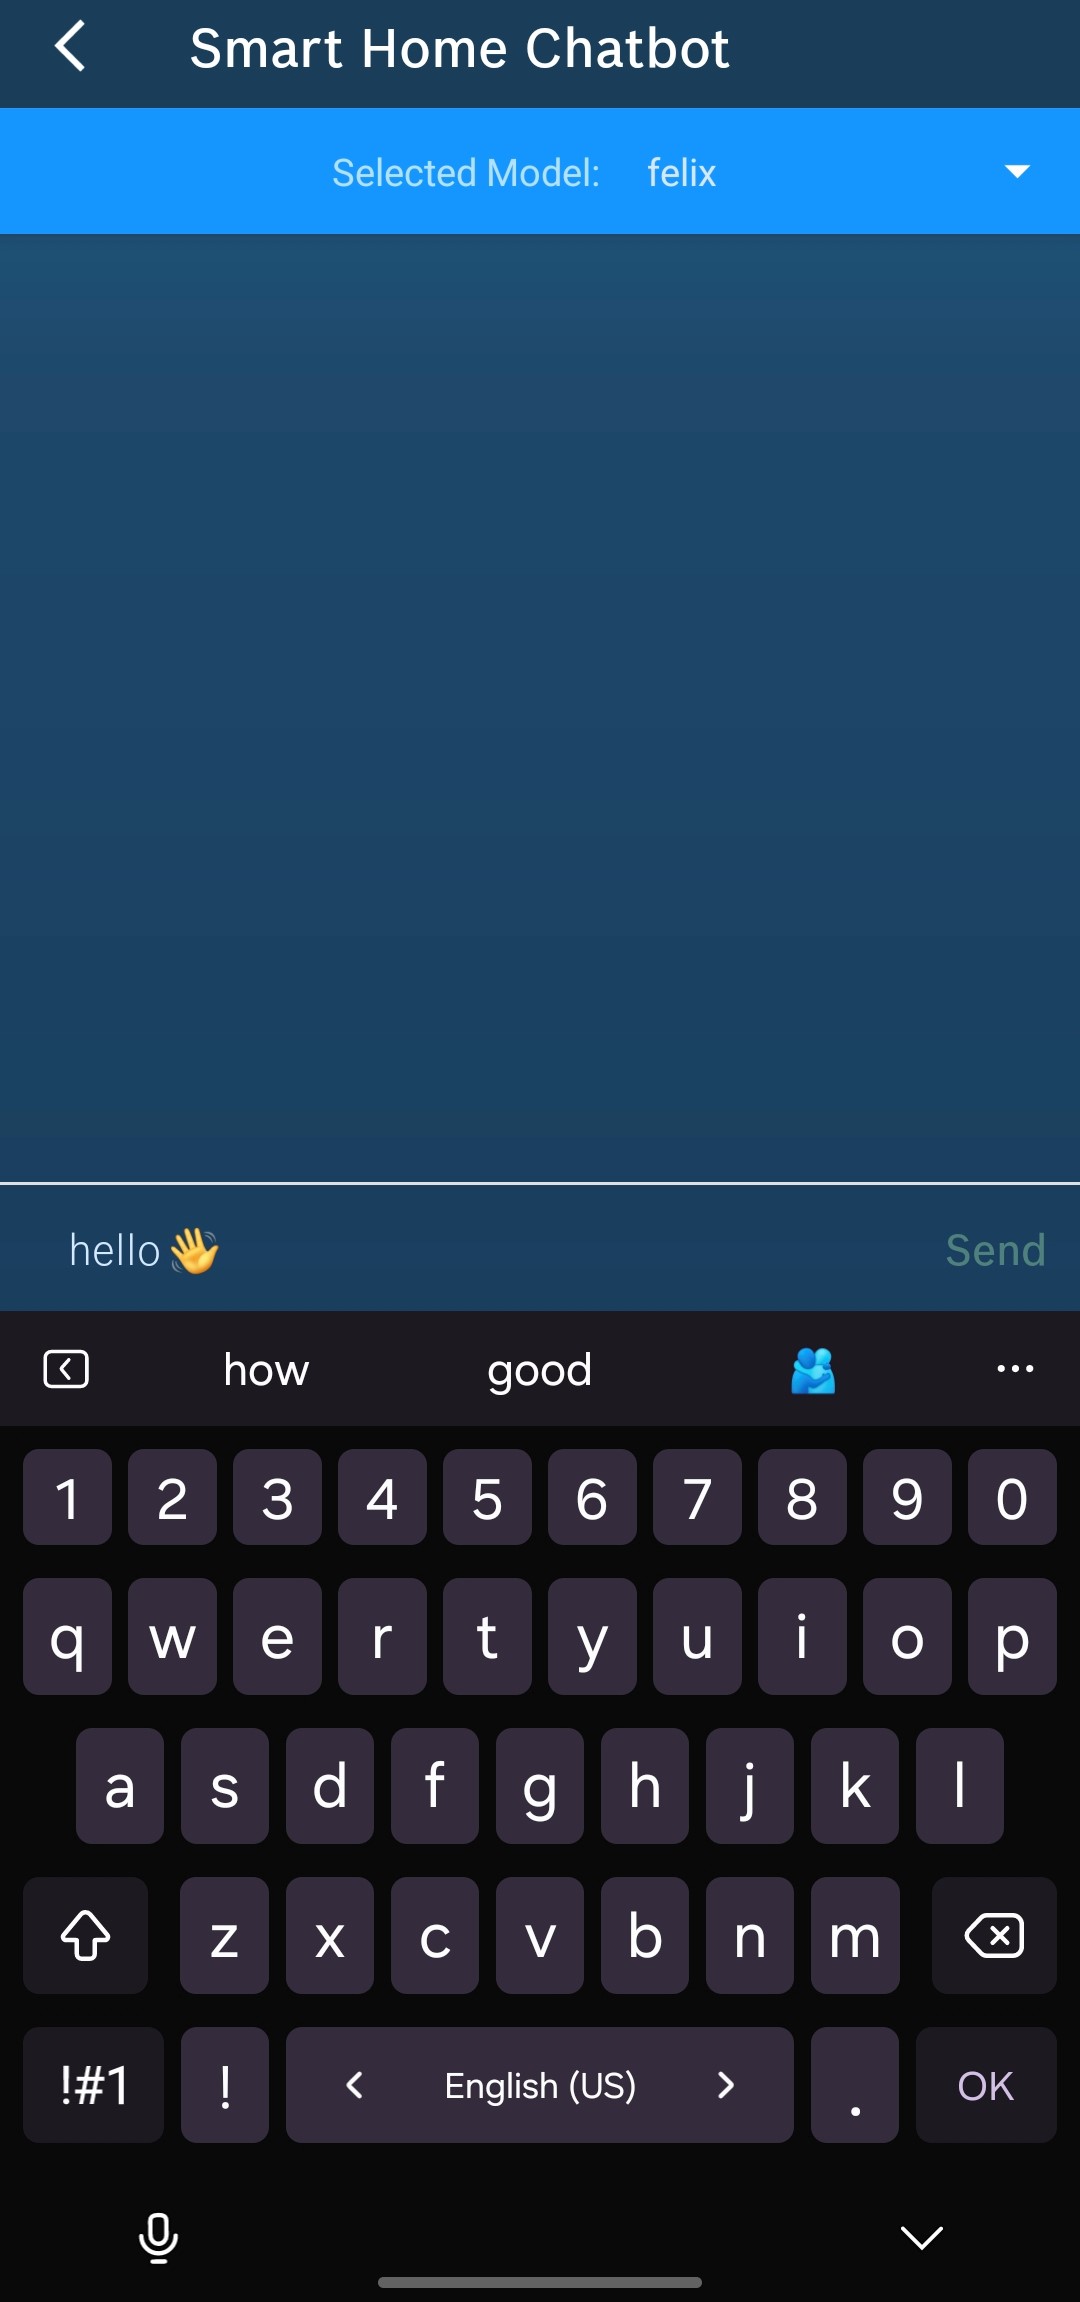 Smart Home Chatbot
Selected Model: felix
hello👋 Send
how good 🫂 ...
1 2 3 4 5 6 7 8 9 0
q w e r t y u i o p
a s d f g h j k l
z x c v b n m
!#1 ! < English (US) > . OK